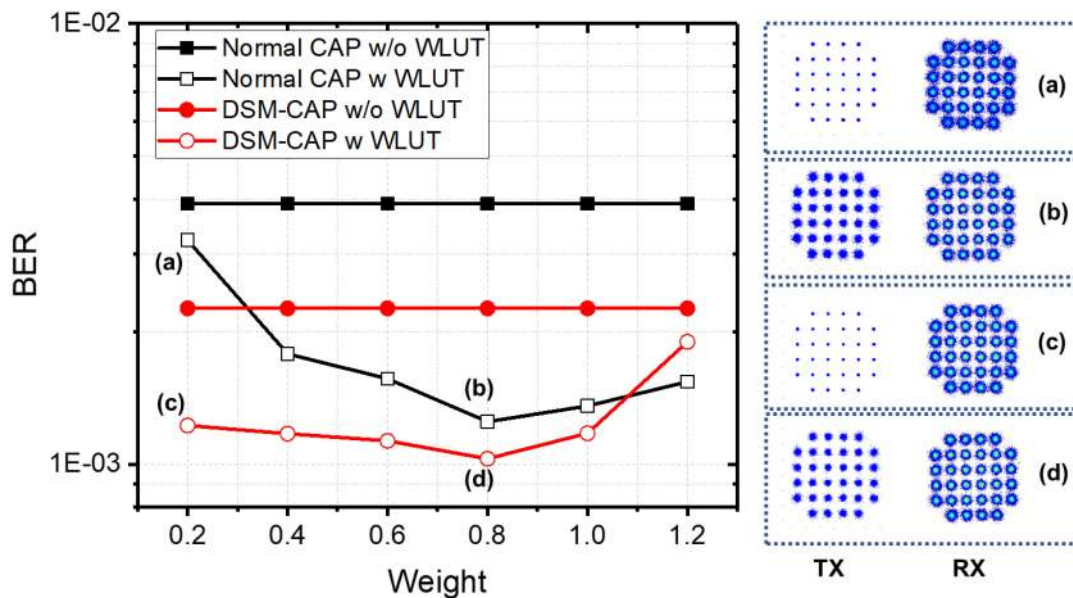 1E-02
Normal CAP w/o WLUT
Normal CAP w WLUT
DSM-CAP w/o WLUT
DSM-CAP w WLUT
BER
(a)
(b)
(c)
(d)
1E-03
0.2 0.4 0.6 0.8 1.0 1.2
Weight
(a)
(b)
(c)
(d)
TX RX